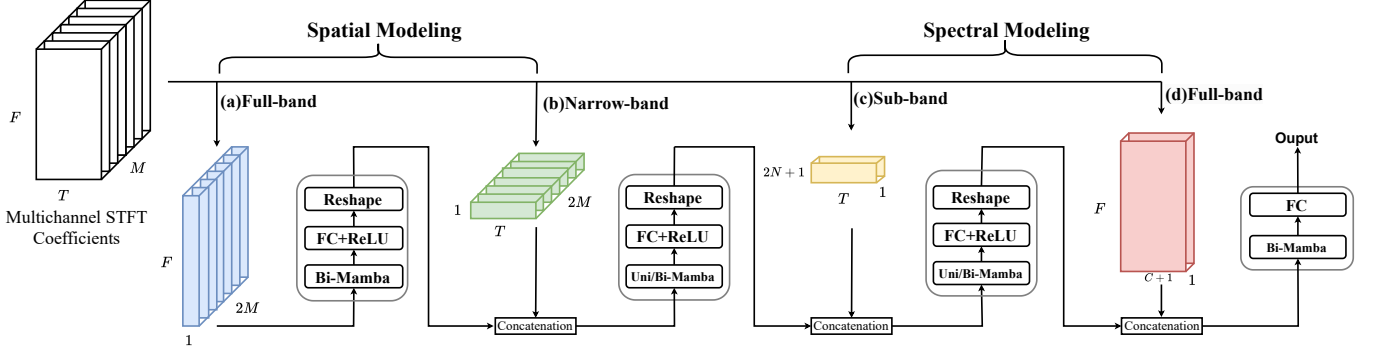 Spatial Modeling
Spectral Modeling
F
T
M
Multichannel STFT
Coefficients
(a)Full-band
(b)Narrow-band
(c)Sub-band
(d)Full-band
F
1
2M
Reshape
FC+ReLU
Bi-Mamba
1
T
2M
Concatenation
Reshape
FC+ReLU
Uni/Bi-Mamba
2N + 1
T
1
Concatenation
Reshape
FC+ReLU
Uni/Bi-Mamba
F
C + 1
1
Concatenation
Ouput
FC
Bi-Mamba